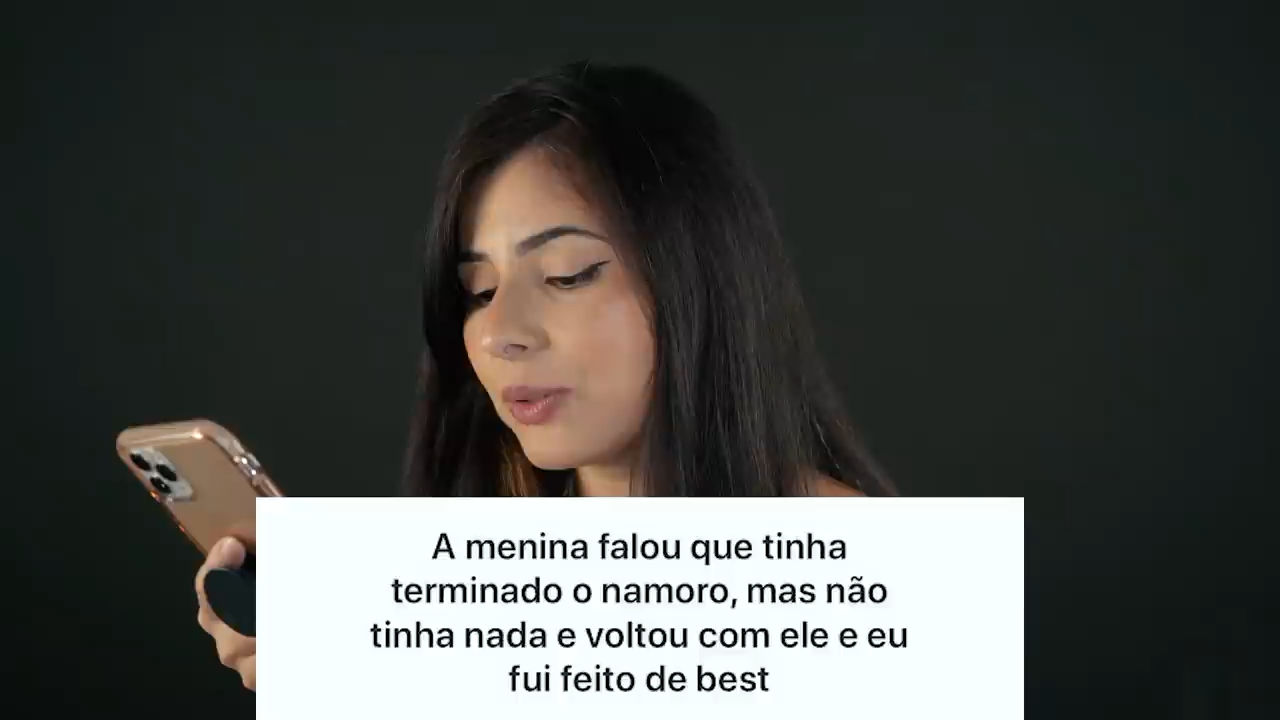 A menina falou que tinha
terminado o namoro, mas não
tinha nada e voltou com ele e eu
fui feito de best